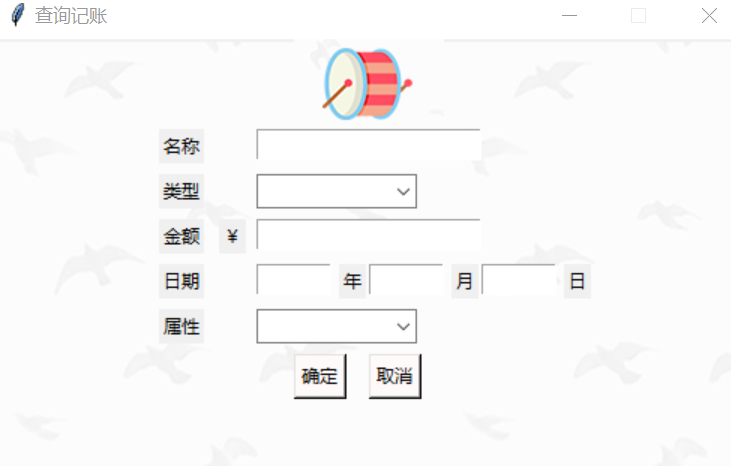 查询记账
名称
类型
金额 ¥
日期 年 月 日
属性
确定 取消